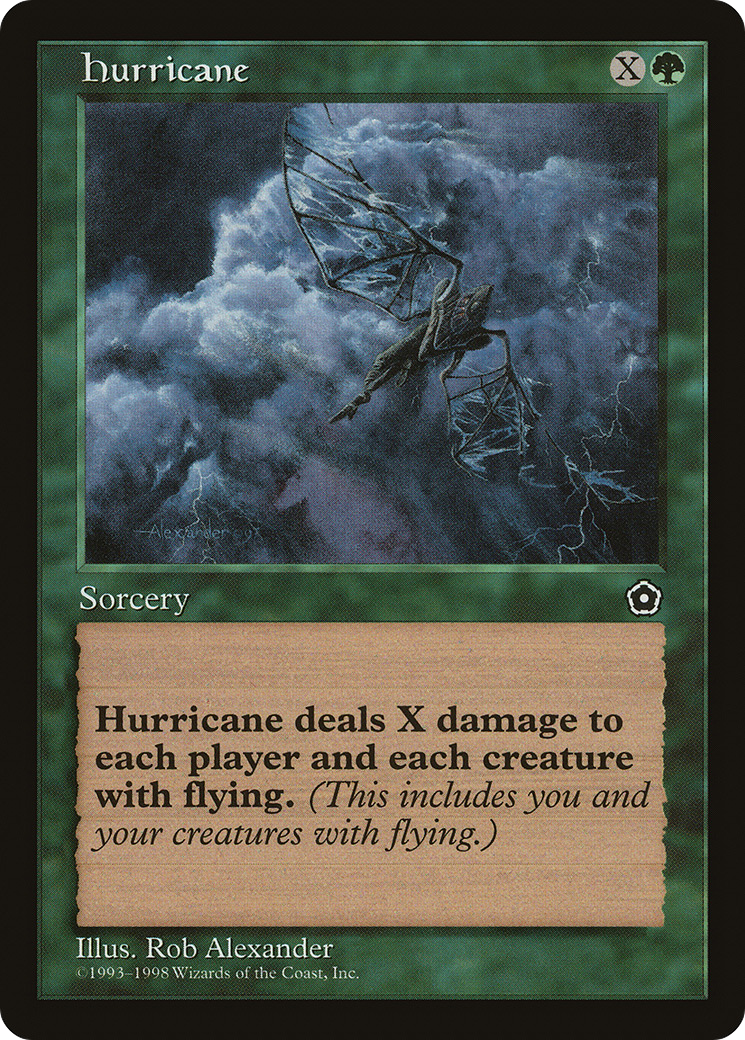 Hurricane
X
Alexander
Sorcery
Hurricane deals X damage to
each player and each creature
with flying. (This includes you and
your creatures with flying.)
Illus. Rob Alexander
©1993–1998 Wizards of the Coast, Inc.